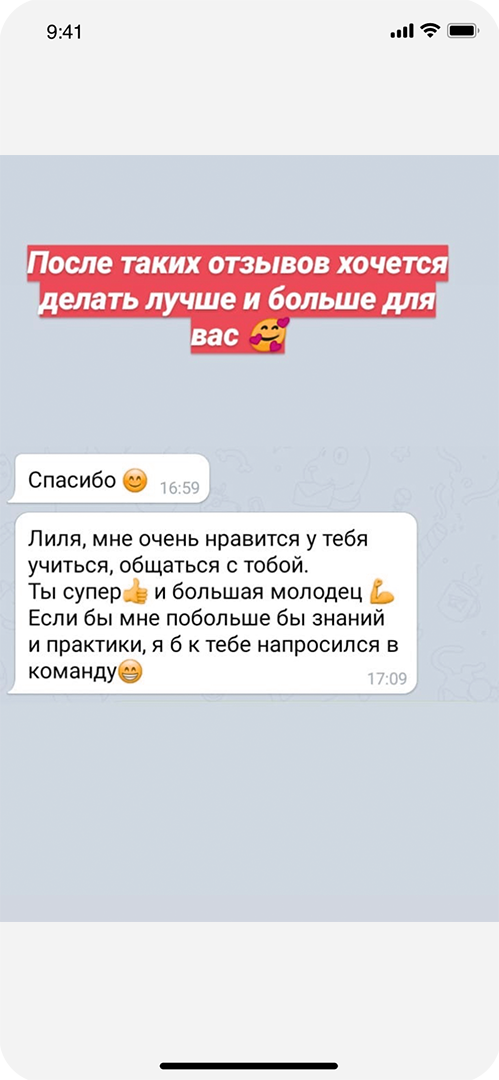 9:41
После таких отзывов хочется
делать лучше и больше для
вас 🥰
Спасибо 😊 16:59
Лиля, мне очень нравится у тебя
учиться, общаться с тобой.
Ты супер👍 и большая молодец 💪
Если бы мне побольше бы знаний
и практики, я б к тебе напросился в
команду😁 17:09